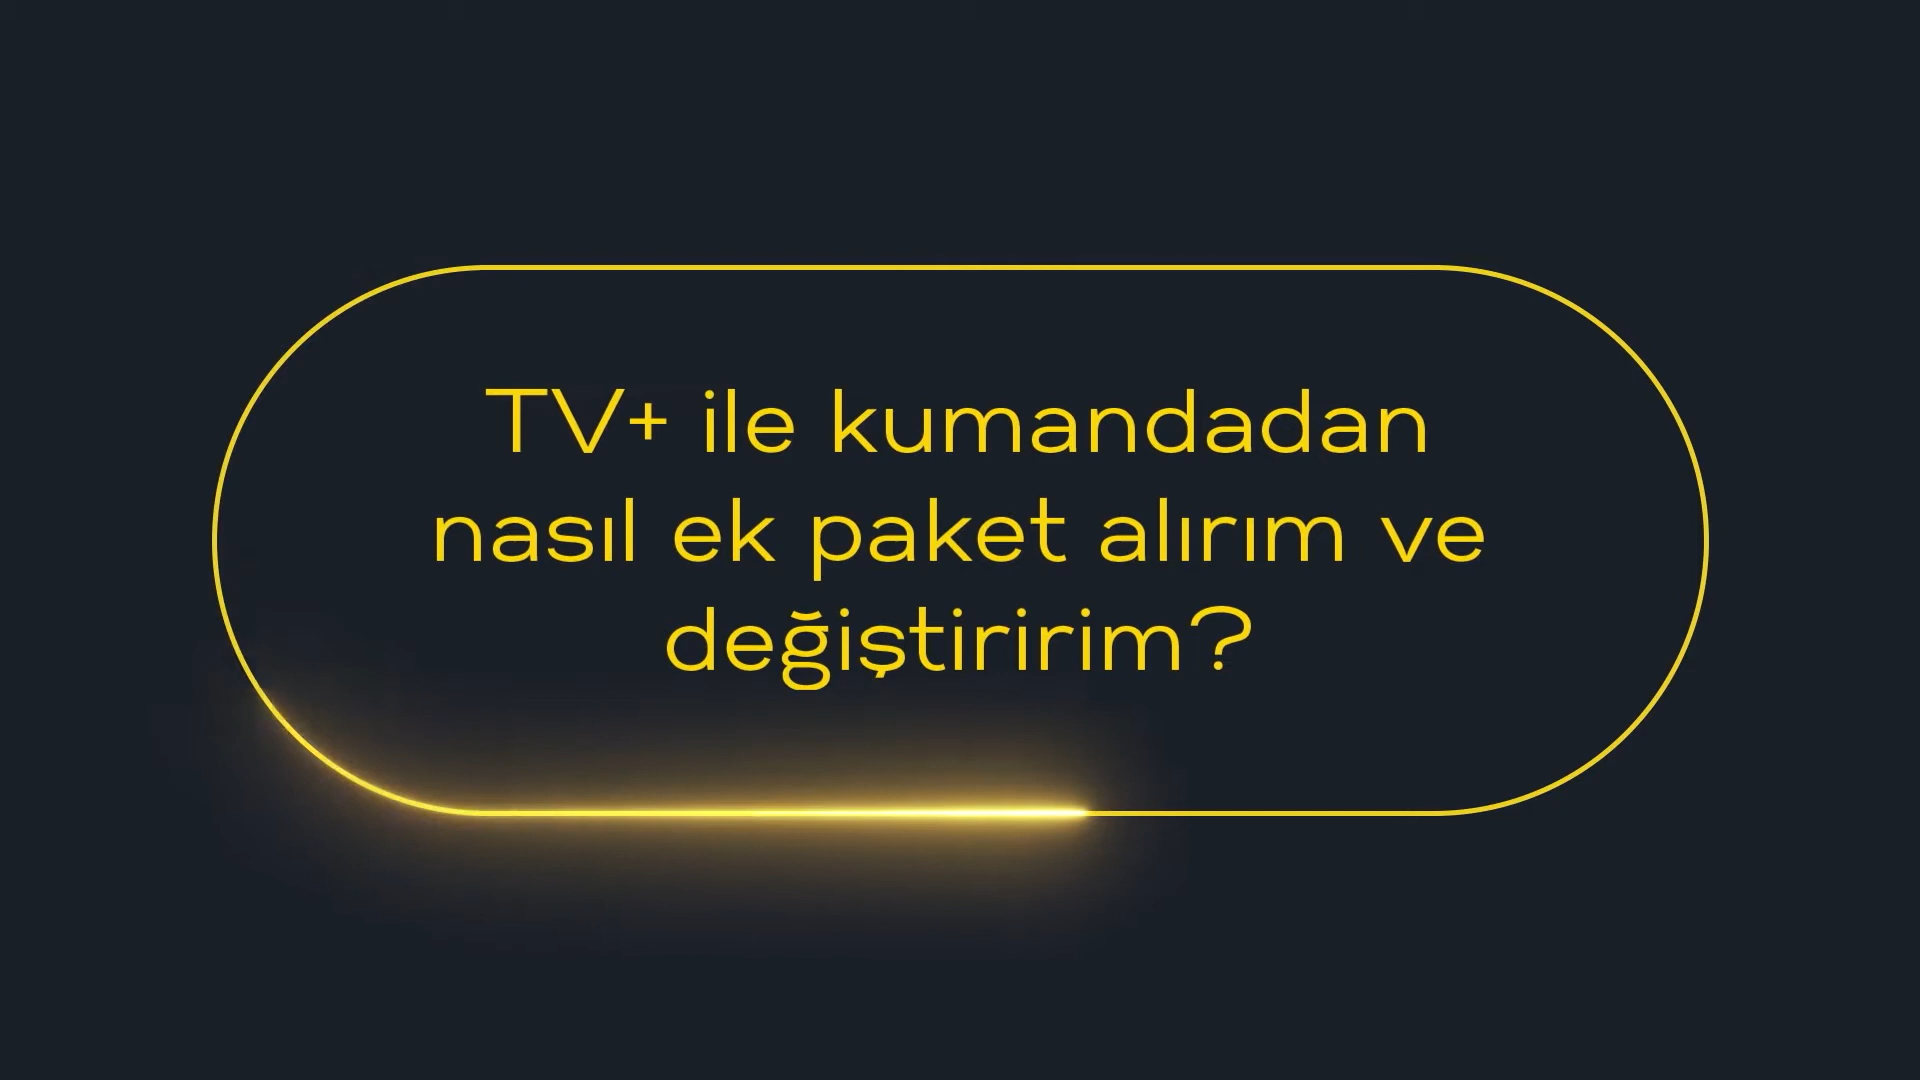 TV+ ile kumandadan
nasıl ek paket alırım ve
değiştiririm?